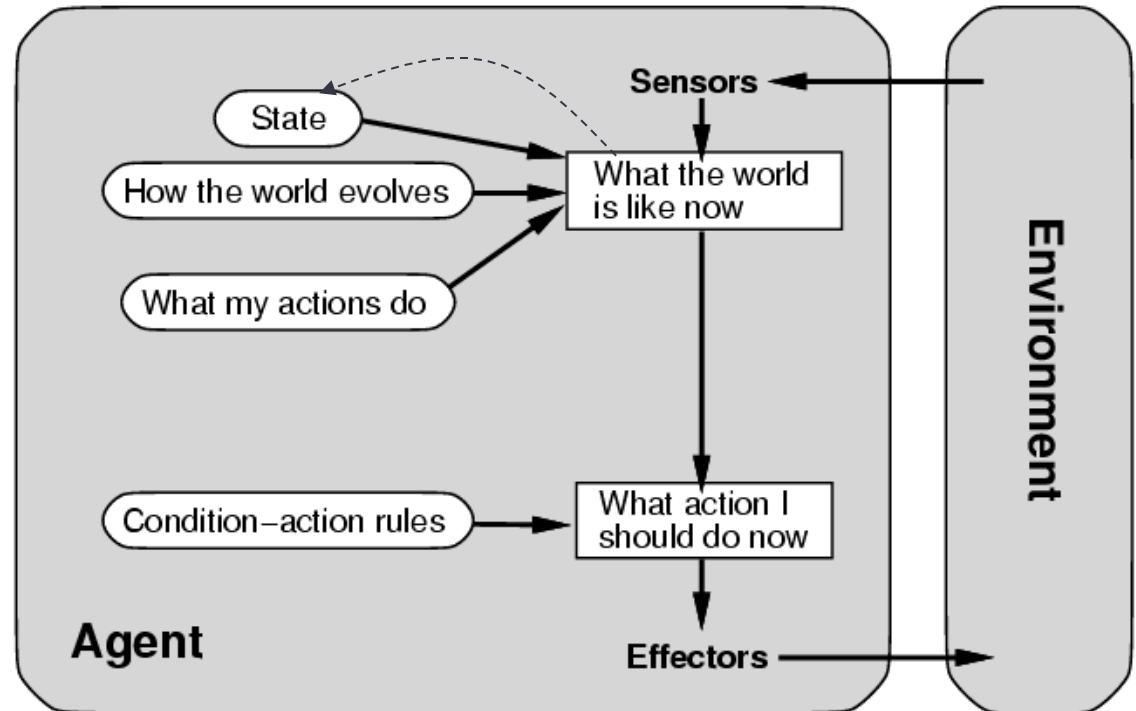 Sensors
State
What the world
is like now
How the world evolves
What my actions do
Environment
What action I
should do now
Condition–action rules
Agent
Effectors